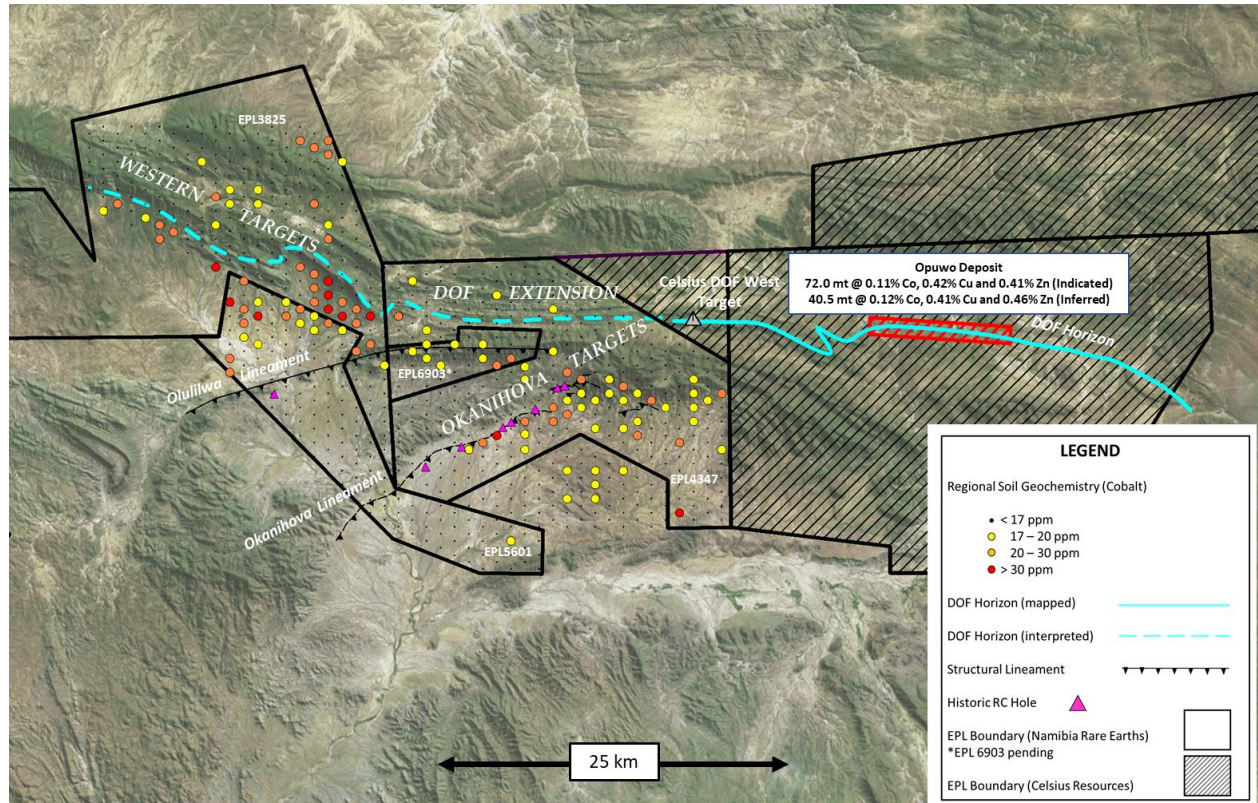 EPL3825
WESTERN TARGETS
Opuwo Deposit
72.0 mt @ 0.11% Co, 0.42% Cu and 0.41% Zn (Indicated)
40.5 mt @ 0.12% Co, 0.41% Cu and 0.46% Zn (Inferred)
DOF EXTENSION
Celsius DOF West
Target
DOF Horizon
Olulilwa Lineament
EPL6903*
OKANIHOVA TARGETS
Okanihova Lineament
EPL4347
EPL5601
25 km
LEGEND
Regional Soil Geochemistry (Cobalt)
< 17 ppm
17 – 20 ppm
20 – 30 ppm
> 30 ppm
DOF Horizon (mapped)
DOF Horizon (interpreted)
Structural Lineament
Historic RC Hole
EPL Boundary (Namibia Rare Earths)
*EPL 6903 pending
EPL Boundary (Celsius Resources)